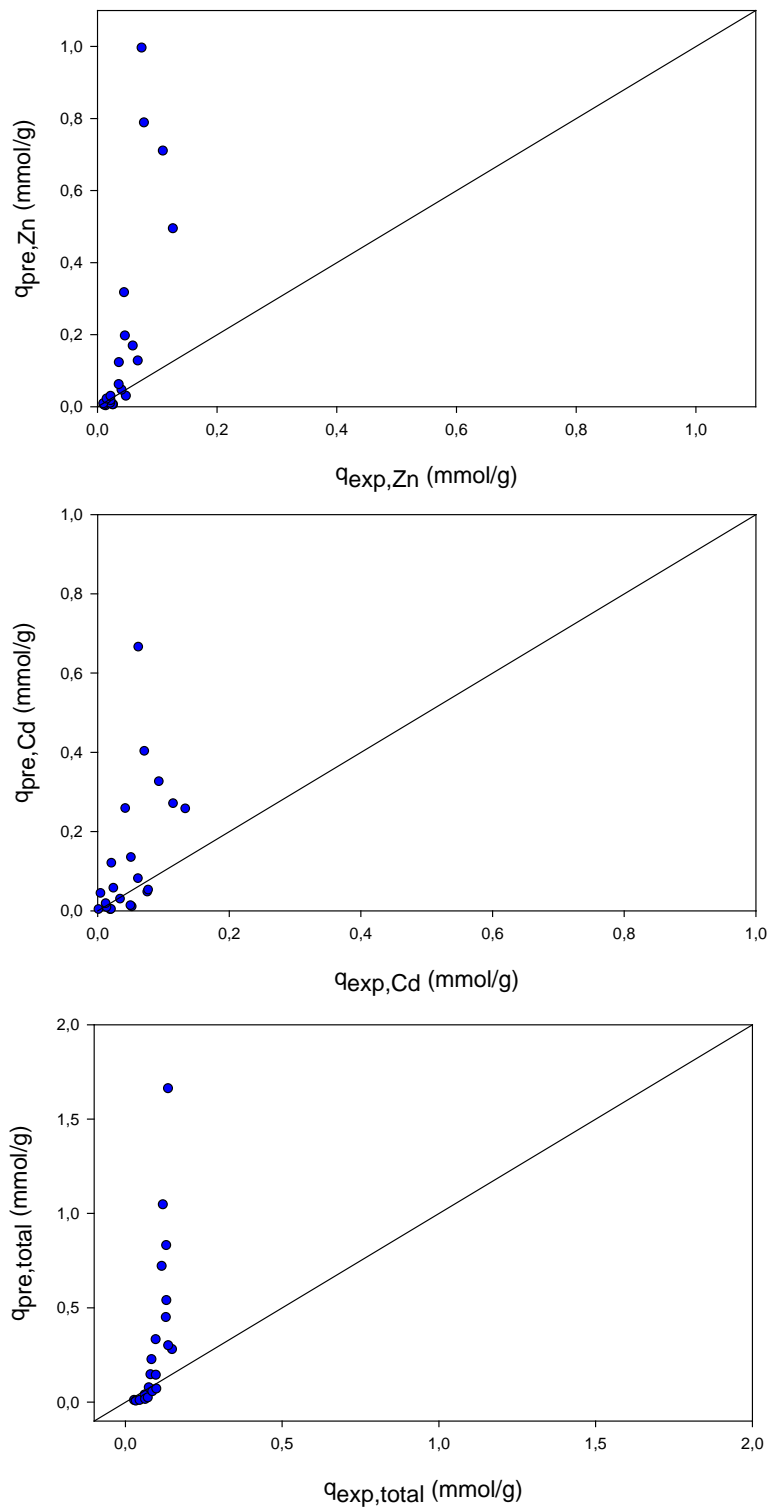 1,0
0,8
0,6
0,4
0,2
0,0
qpre,Zn (mmol/g)
0,0 0,2 0,4 0,6 0,8 1,0
qexp,Zn (mmol/g)
1,0
0,8
0,6
0,4
0,2
0,0
qpre,Cd (mmol/g)
0,0 0,2 0,4 0,6 0,8 1,0
qexp,Cd (mmol/g)
2,0
1,5
1,0
0,5
0,0
qpre,total (mmol/g)
0,0 0,5 1,0 1,5 2,0
qexp,total (mmol/g)